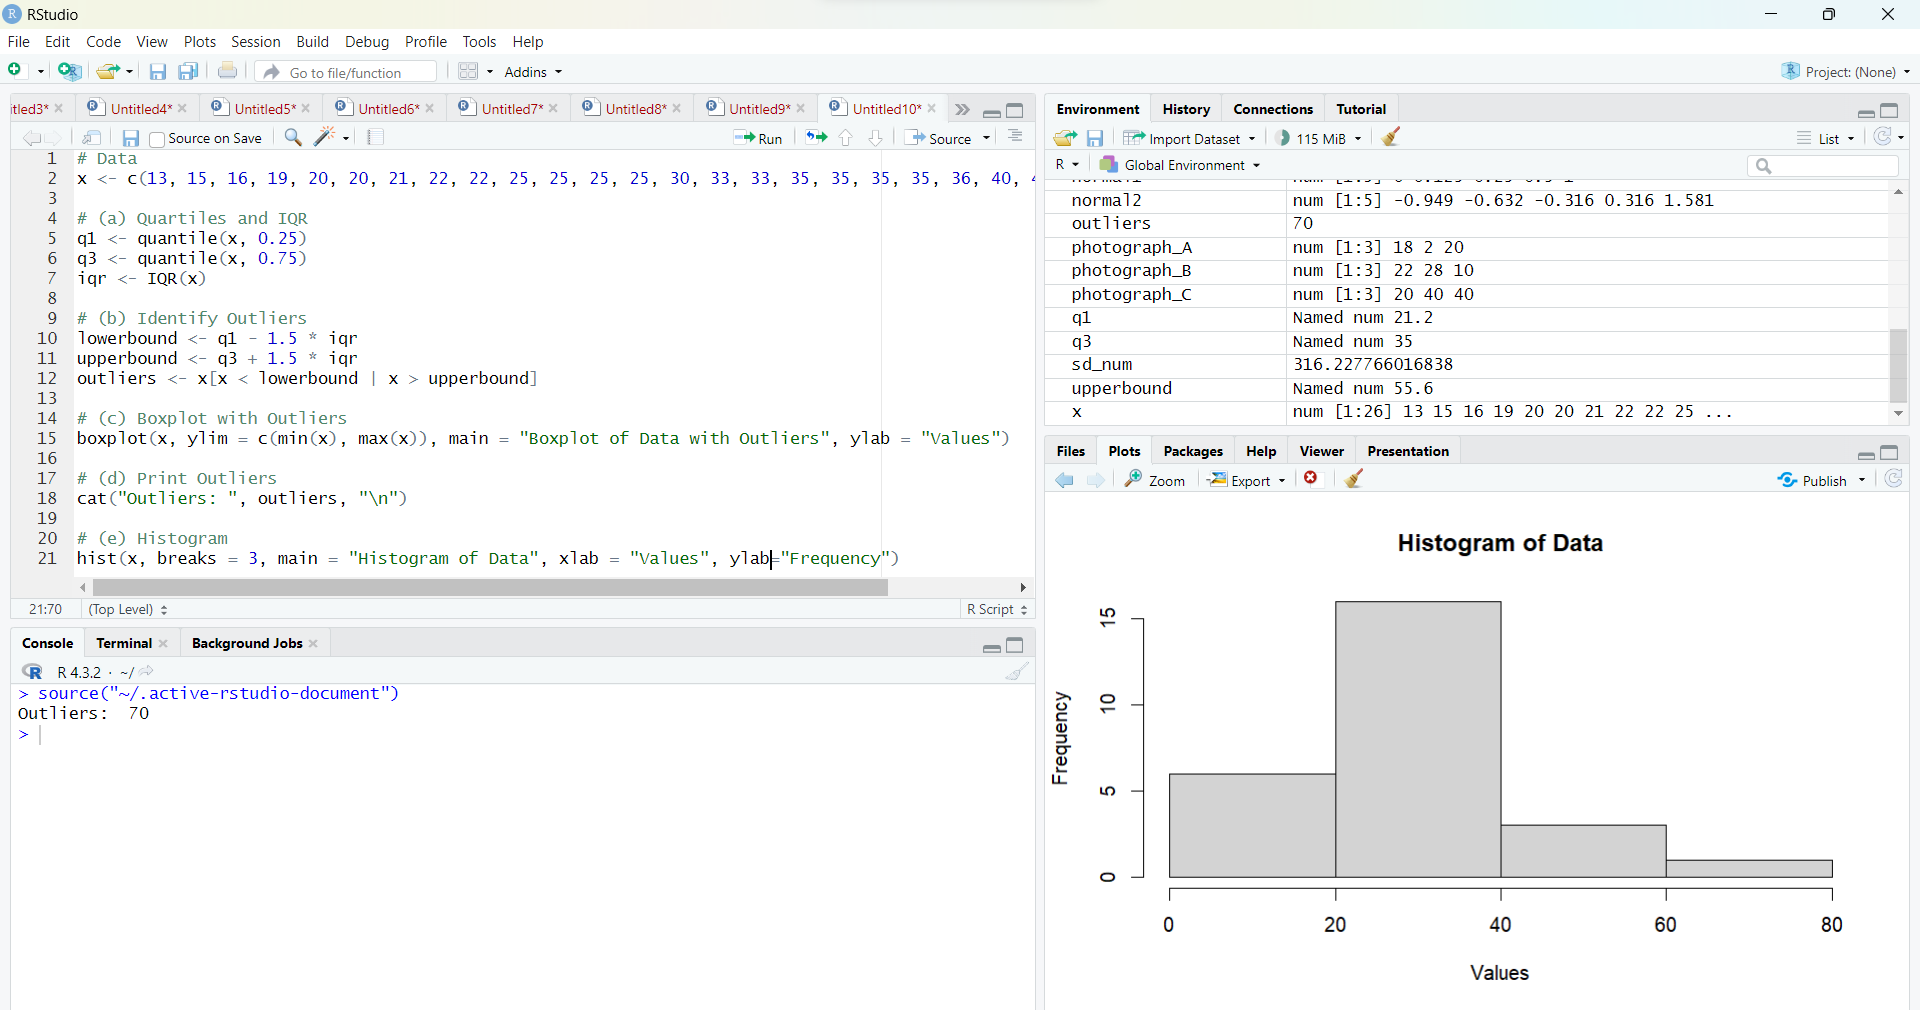 RStudio
File Edit Code View Plots Session Build Debug Profile Tools Help
Go to file/function Addins Project: (None)
itled3* Untitled4* Untitled5* Untitled6* Untitled7* Untitled8* Untitled9* Untitled10*
Source on Save Run Source
1 # Data
2 x <- c(13, 15, 16, 19, 20, 20, 21, 22, 22, 25, 25, 25, 25, 30, 33, 33, 35, 35, 35, 35, 36, 40,
3
4 # (a) Quartiles and IQR
5 q1 <- quantile(x, 0.25)
6 q3 <- quantile(x, 0.75)
7 iqr <- IQR(x)
8
9 # (b) Identify Outliers
10 lowerbound <- q1 - 1.5 * iqr
11 upperbound <- q3 + 1.5 * iqr
12 outliers <- x[x < lowerbound | x > upperbound]
13
14 # (c) Boxplot with Outliers
15 boxplot(x, ylim = c(min(x), max(x)), main = "Boxplot of Data with Outliers", ylab = "Values")
16
17 # (d) Print Outliers
18 cat("Outliers: ", outliers, "\n")
19
20 # (e) Histogram
21 hist(x, breaks = 3, main = "Histogram of Data", xlab = "Values", ylab="Frequency")
21:70 (Top Level) R Script
Console Terminal Background Jobs
R 4.3.2 · ~/
> source("~/.active-rstudio-document")
Outliers:  70
>
Environment History Connections Tutorial
Import Dataset 115 MiB List
R Global Environment
normal2 num [1:5] -0.949 -0.632 -0.316 0.316 1.581
outliers 70
photograph_A num [1:3] 18 2 20
photograph_B num [1:3] 22 28 10
photograph_C num [1:3] 20 40 40
q1 Named num 21.2
q3 Named num 35
sd_num 316.227766016838
upperbound Named num 55.6
x num [1:26] 13 15 16 19 20 20 21 22 22 25 ...
Files Plots Packages Help Viewer Presentation
Zoom Export Publish
Histogram of Data
Frequency
15
10
5
0
0 20 40 60 80
Values